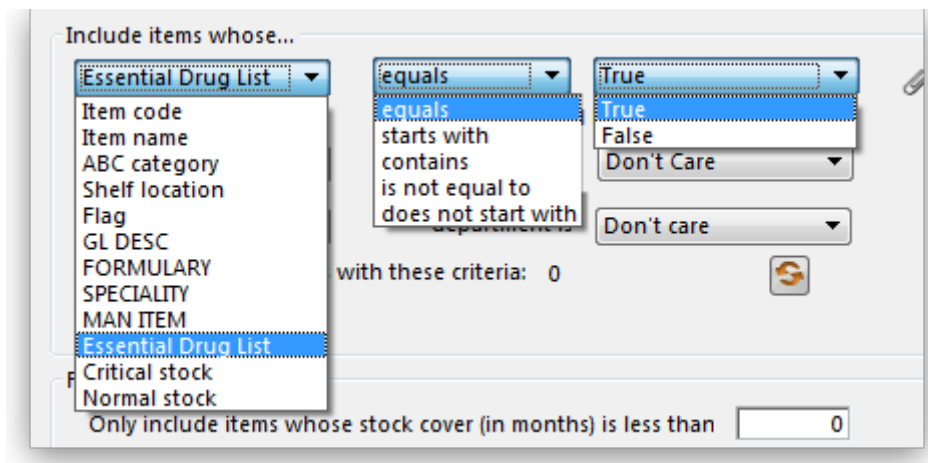 Include items whose...
Essential Drug List equals True
Item code equals True
Item name starts with False
ABC category contains Don't Care
Shelf location is not equal to
Flag does not start with Don't care
GL DESC
FORMULARY with these criteria: 0
SPECIALITY
MAN ITEM
Essential Drug List
Critical stock
Normal stock
Only include items whose stock cover (in months) is less than 0